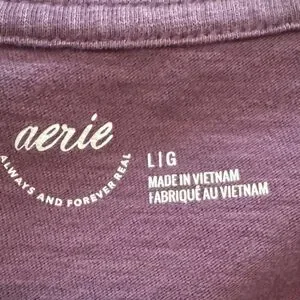 aerie
ALWAYS AND FOREVER REAL
L|G
MADE IN VIETNAM
FABRIQUÉ AU VIETNAM